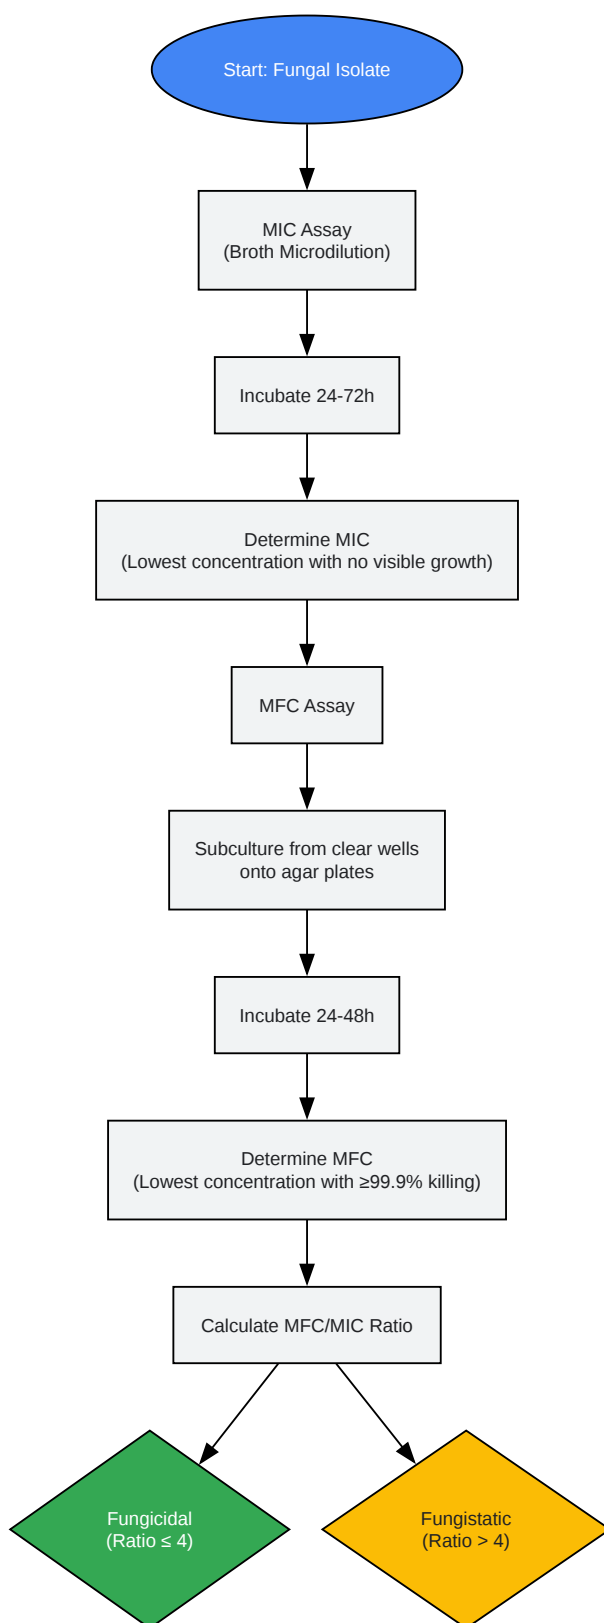 Start: Fungal Isolate
MIC Assay
(Broth Microdilution)
Incubate 24-72h
Determine MIC
(Lowest concentration with no visible growth)
MFC Assay
Subculture from clear wells
onto agar plates
Incubate 24-48h
Determine MFC
(Lowest concentration with ≥99.9% killing)
Calculate MFC/MIC Ratio
Fungicidal
(Ratio ≤ 4)
Fungistatic
(Ratio > 4)